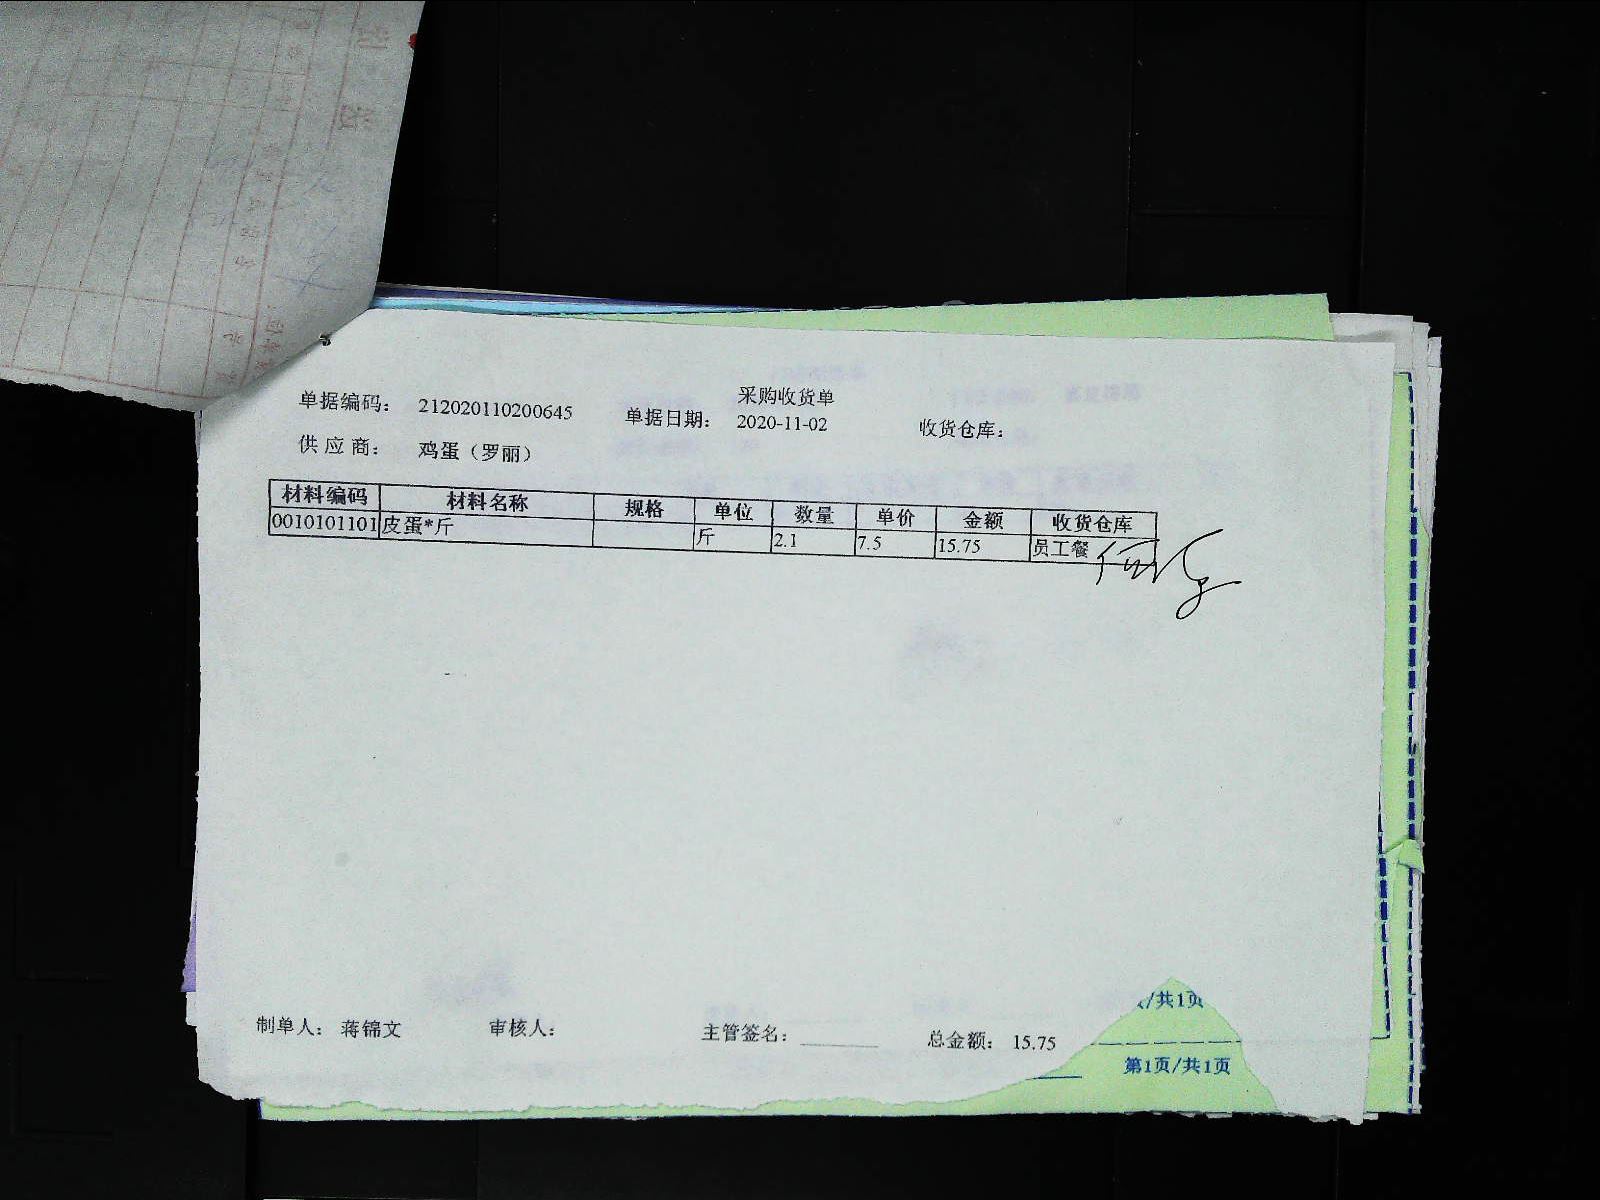 采购收货单
单据编码： 212020110200645 单据日期： 2020-11-02 收货仓库：
供 应 商： 鸡蛋（罗丽）
材料编码 材料名称 规格 单位 数量 单价 金额 收货仓库
0010101101 皮蛋*斤 斤 2.1 7.5 15.75 员工餐
制单人： 蒋锦文 审核人： 主管签名： 总金额： 15.75
/共1页
第1页/共1页